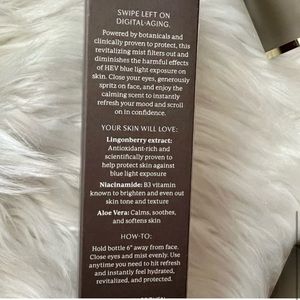 SWIPE LEFT ON
DIGITAL-AGING.
Powered by botanicals and
clinically proven to protect, this
revitalizing mist filters out and
diminishes the harmful effects
of HEV blue light exposure on
skin. Close your eyes, generously
spritz on face, and enjoy the
calming scent to instantly
refresh your mood and scroll
on in confidence.
YOUR SKIN WILL LOVE:
Lingonberry extract:
Antioxidant-rich and
scientifically proven to
help protect skin against
blue light exposure
Niacinamide: B3 vitamin
known to brighten and even out
skin tone and texture
Aloe Vera: Calms, soothes,
and softens skin
HOW-TO:
Hold bottle 6" away from face.
Close eyes and mist evenly. Use
anytime you need to hit refresh
and instantly feel hydrated,
revitalized, and protected.